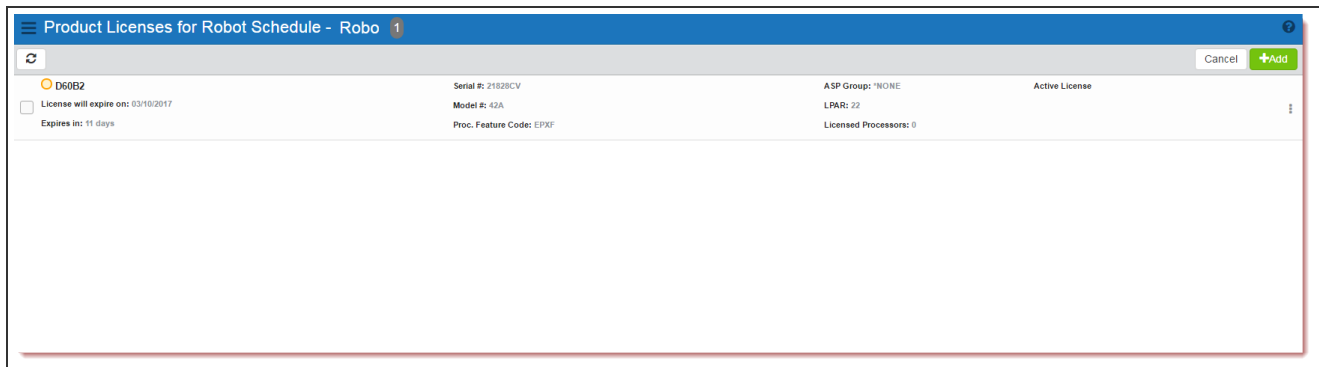 Product Licenses for Robot Schedule - Robo 1
Cancel +Add
D60B2 Serial #: 21828CV ASP Group: *NONE Active License
License will expire on: 03/10/2017 Model #: 42A LPAR: 22
Expires in: 11 days Proc. Feature Code: EPXF Licensed Processors: 0